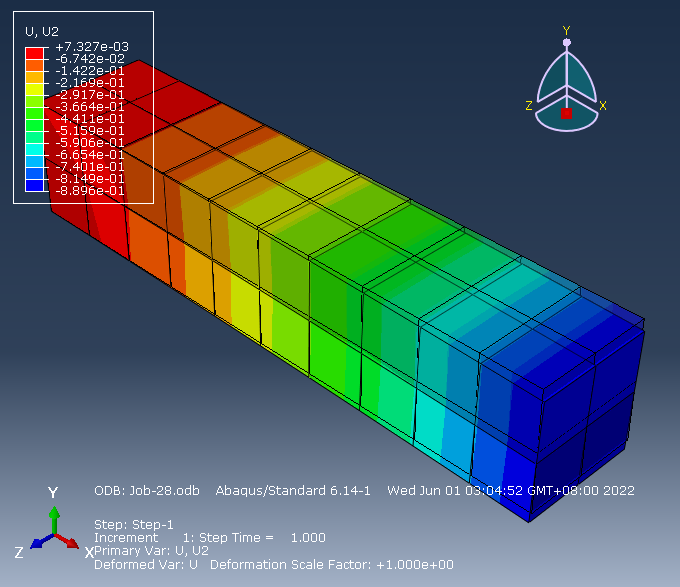 U, U2
+7.327e-03
-6.742e-02
-1.422e-01
-2.169e-01
-2.917e-01
-3.664e-01
-4.411e-01
-5.159e-01
-5.906e-01
-6.654e-01
-7.401e-01
-8.149e-01
-8.896e-01
Y
Z X
ODB: Job-28.odb Abaqus/Standard 6.14-1 Wed Jun 01 03:04:52 GMT+08:00 2022
Y
Step: Step-1
Increment 1: Step Time = 1.000
Z X
Primary Var: U, U2
Deformed Var: U Deformation Scale Factor: +1.000e+00